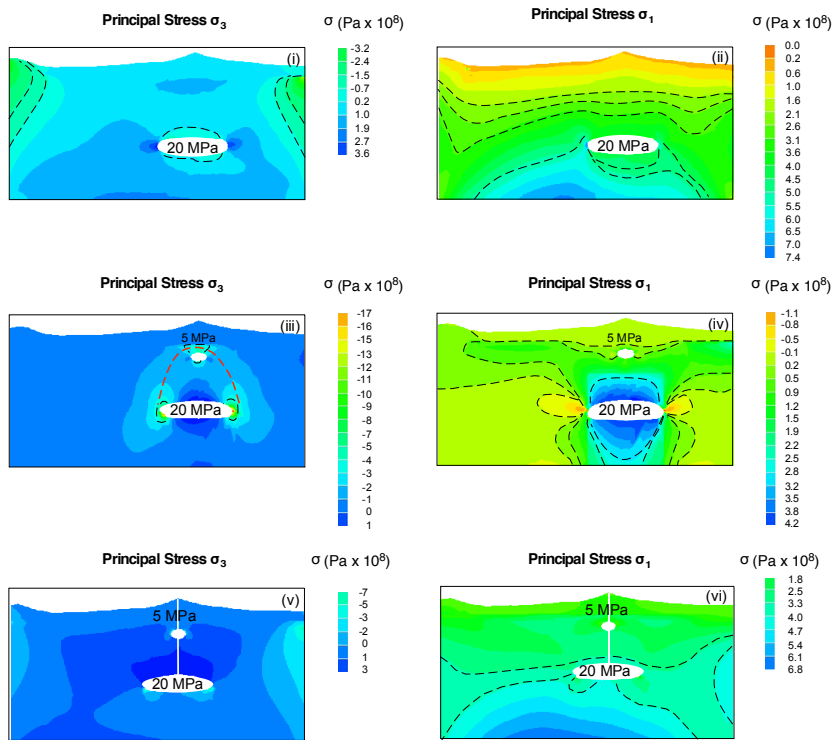 Principal Stress σ3
σ (Pa x 10^8)
Principal Stress σ1
σ (Pa x 10^8)
(i)
20 MPa
-3.2
-2.4
-1.5
-0.7
0.2
1.0
1.9
2.7
3.6
(ii)
20 MPa
0.0
0.2
0.6
1.0
1.6
2.1
2.6
3.1
3.6
4.1
4.5
5.0
5.5
6.0
6.5
7.0
7.4
Principal Stress σ3
σ (Pa x 10^8)
Principal Stress σ1
σ (Pa x 10^8)
(iii)
5 MPa
20 MPa
-17
-16
-15
-13
-12
-11
-10
-9
-8
-7
-5
-4
-3
-2
-1
0
1
(iv)
5 MPa
20 MPa
-1.1
-0.8
-0.5
-0.1
0.2
0.5
0.9
1.2
1.5
1.8
2.2
2.5
2.8
3.2
3.5
3.8
4.2
Principal Stress σ3
σ (Pa x 10^8)
Principal Stress σ1
σ (Pa x 10^8)
(v)
5 MPa
20 MPa
-7
-5
-3
-2
0
1
3
(vi)
5 MPa
20 MPa
1.8
2.5
3.3
4.0
4.7
5.4
6.1
6.8